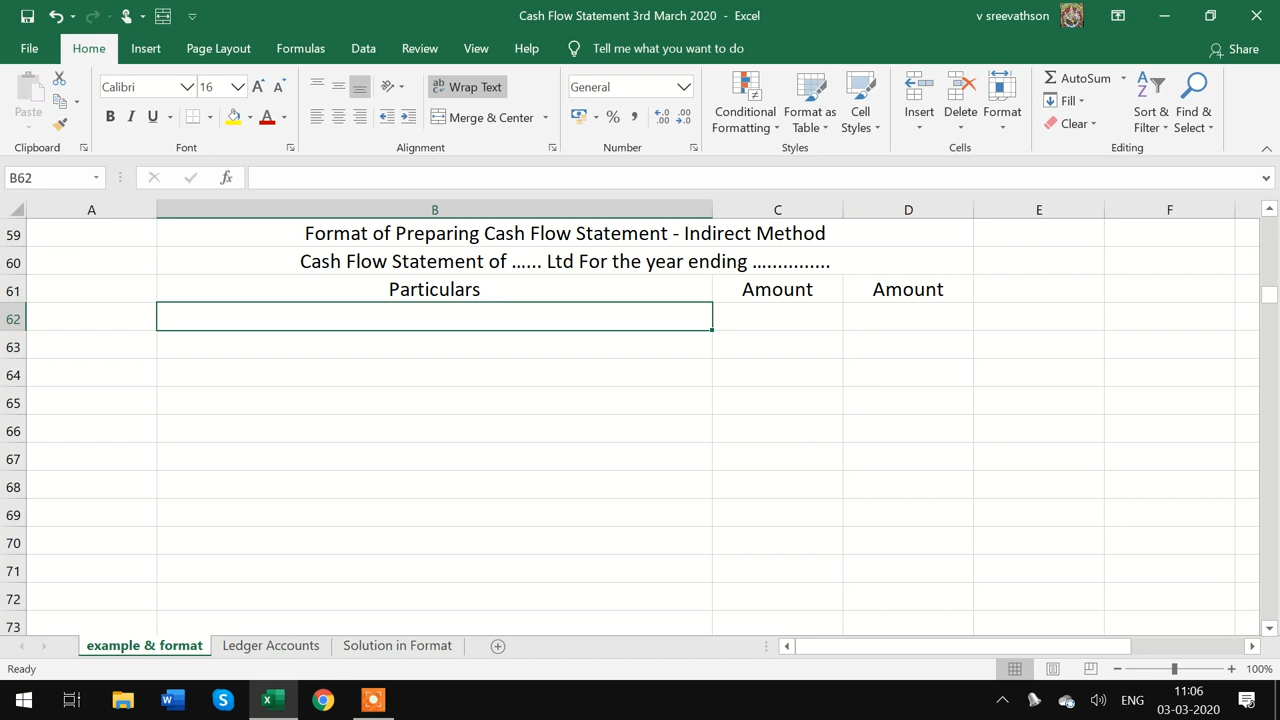 Cash Flow Statement 3rd March 2020 - Excel
v sreevathson
File Home Insert Page Layout Formulas Data Review View Help Tell me what you want to do Share
Paste
Clipboard
Calibri 16
B I U
Font
ab Wrap Text
Merge & Center
Alignment
General
% ,
Number
Conditional Formatting
Format as Table
Cell Styles
Styles
Insert Delete Format
Cells
AutoSum
Fill
Clear
Sort & Filter
Find & Select
Editing
B62
fx
A B C D E F
59 Format of Preparing Cash Flow Statement - Indirect Method
60 Cash Flow Statement of ...... Ltd For the year ending ...............
61 Particulars Amount Amount
62
63
64
65
66
67
68
69
70
71
72
73
example & format Ledger Accounts Solution in Format
Ready
100%
ENG
11:06
03-03-2020